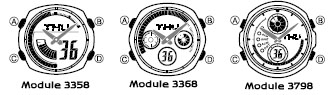 A B A B A B
THU THU THU
36 36 36
C D C D C D
Module 3358 Module 3368 Module 3798